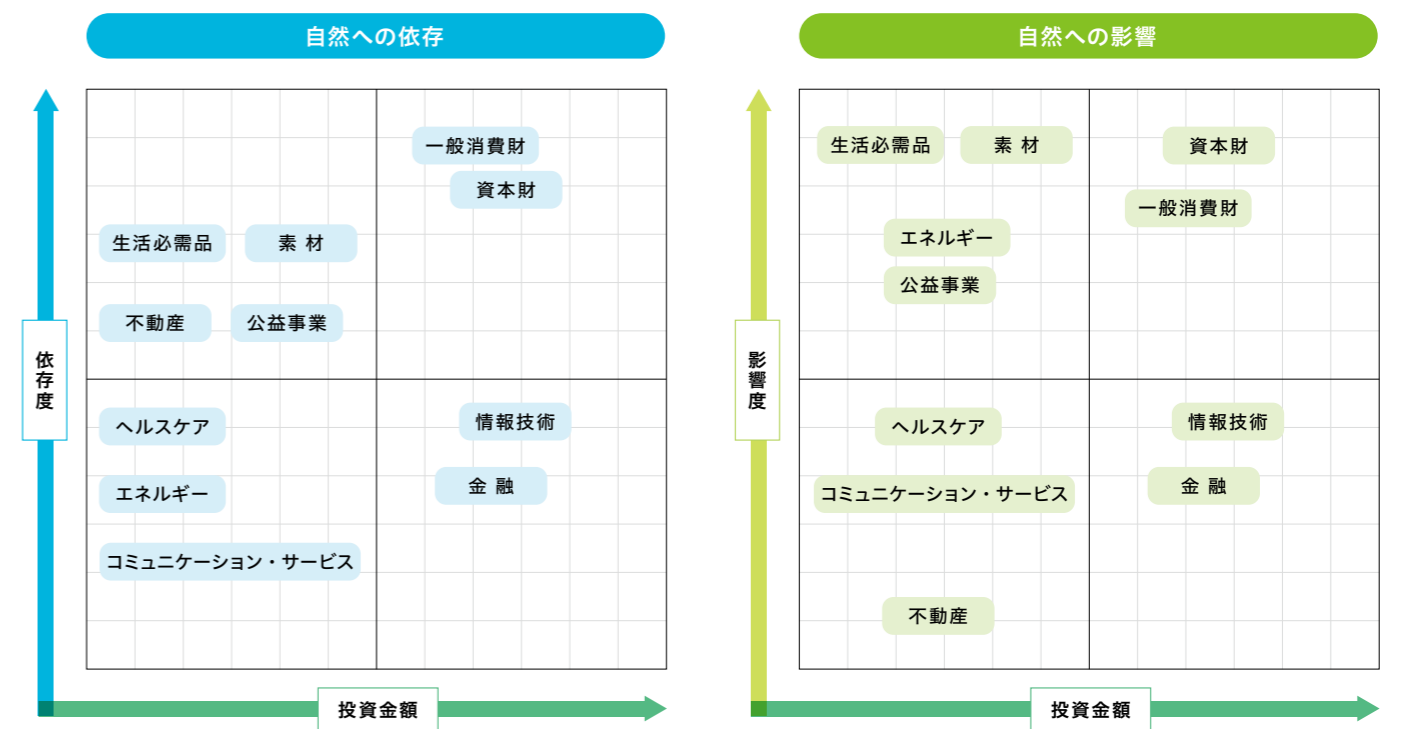 自然への依存
一般消費財
資本財
生活必需品
素 材
不動産
公益事業
依存度
ヘルスケア
情報技術
エネルギー
金 融
コミュニケーション・サービス
投資金額
自然への影響
生活必需品
素 材
資本財
一般消費財
エネルギー
公益事業
影響度
ヘルスケア
情報技術
コミュニケーション・サービス
金 融
不動産
投資金額